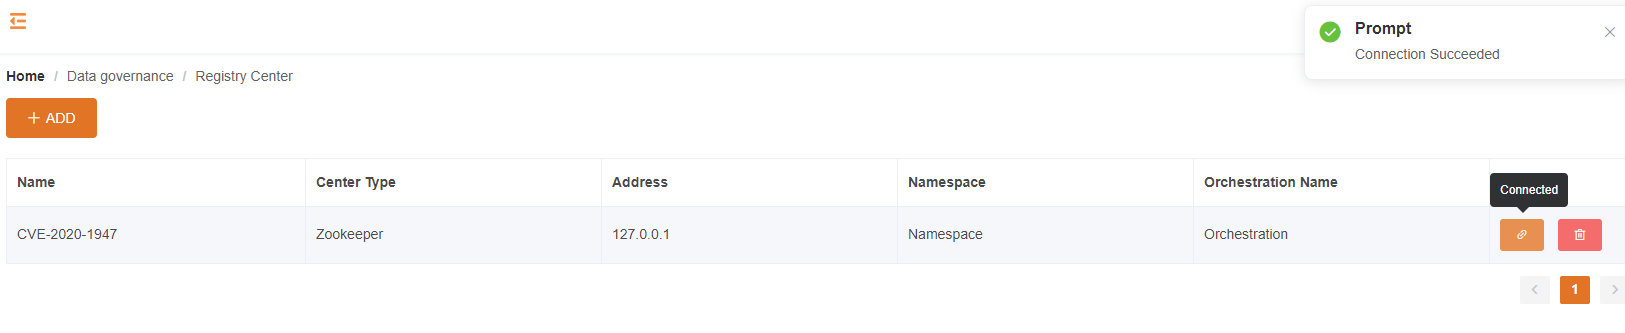 Prompt
Connection Succeeded
Home / Data governance / Registry Center
+ ADD
Name Center Type Address Namespace Orchestration Name
Connected
CVE-2020-1947 Zookeeper 127.0.0.1 Namespace Orchestration
1